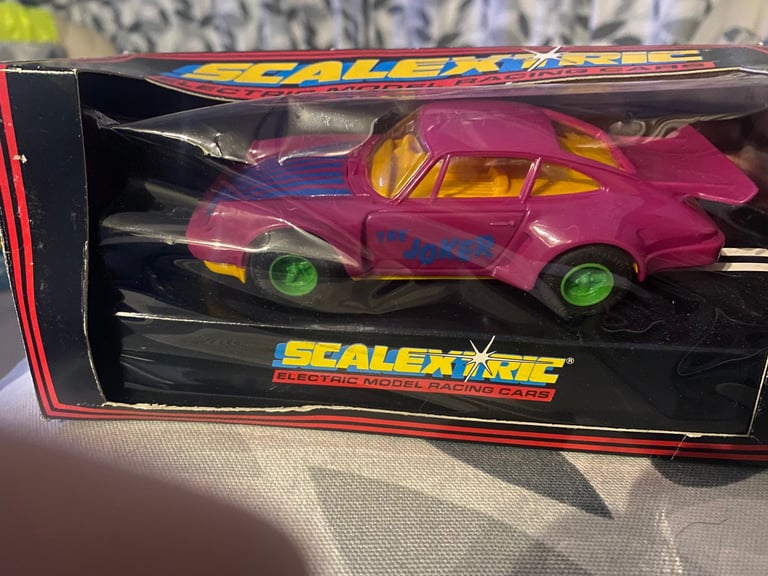 SCALEXTRIC
ELECTRIC MODEL RACING CARS
THE
JOKER
SCALEXTRIC®
ELECTRIC MODEL RACING CARS